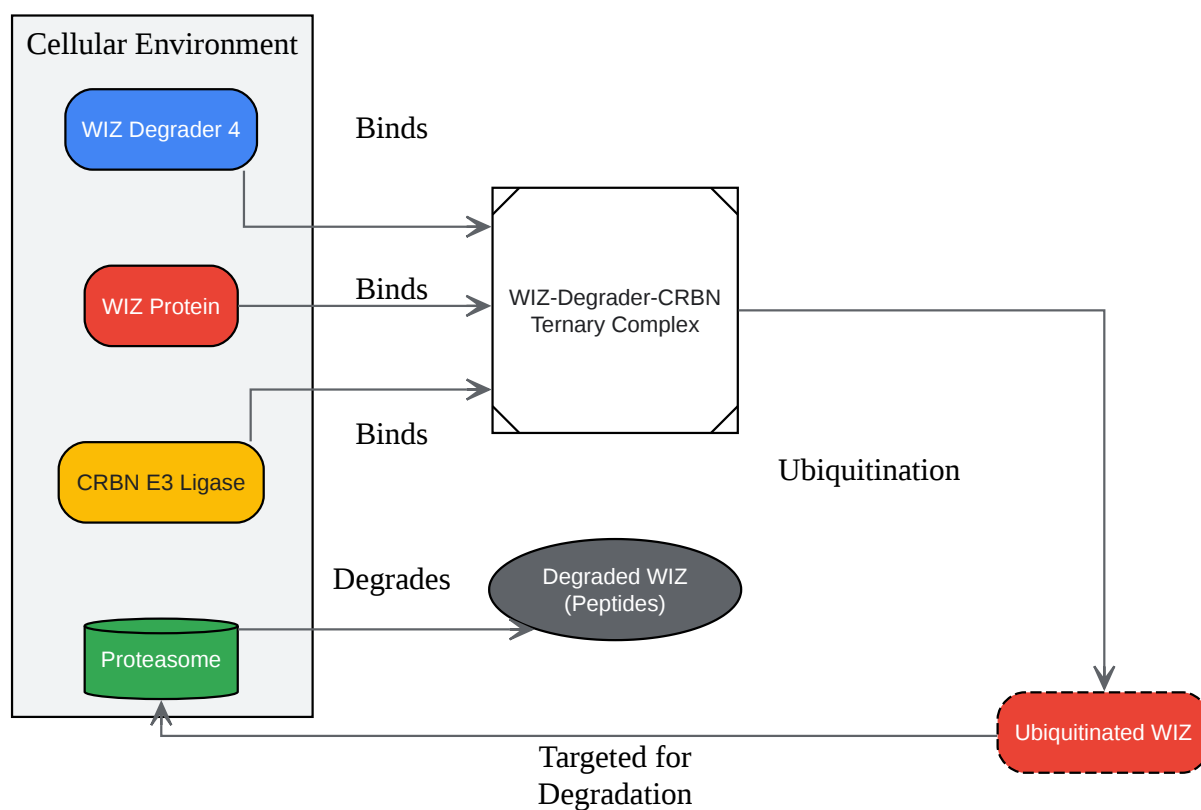 Cellular Environment
WIZ Degrader 4
Binds
WIZ Protein
Binds
WIZ-Degrader-CRBN
Ternary Complex
Binds
CRBN E3 Ligase
Ubiquitination
Degrades
Degraded WIZ
(Peptides)
Proteasome
Ubiquitinated WIZ
Targeted for
Degradation